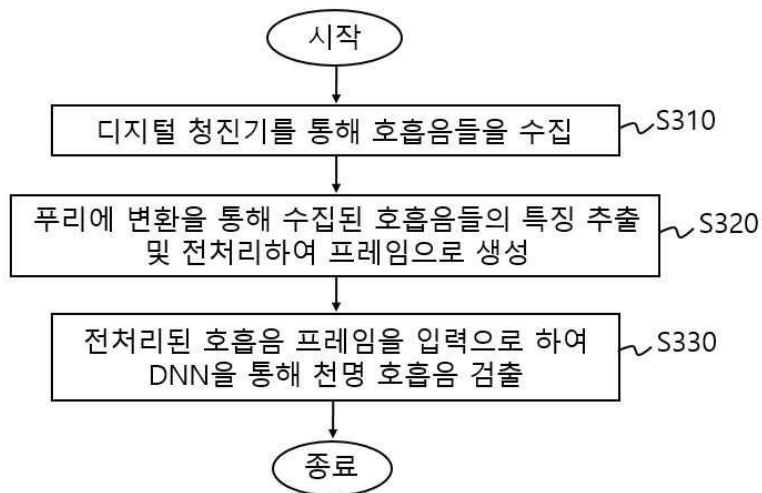 시작
디지털 청진기를 통해 호흡음들을 수집
S310
푸리에 변환을 통해 수집된 호흡음들의 특징 추출
및 전처리하여 프레임으로 생성
S320
전처리된 호흡음 프레임을 입력으로 하여
DNN을 통해 천명 호흡음 검출
S330
종료